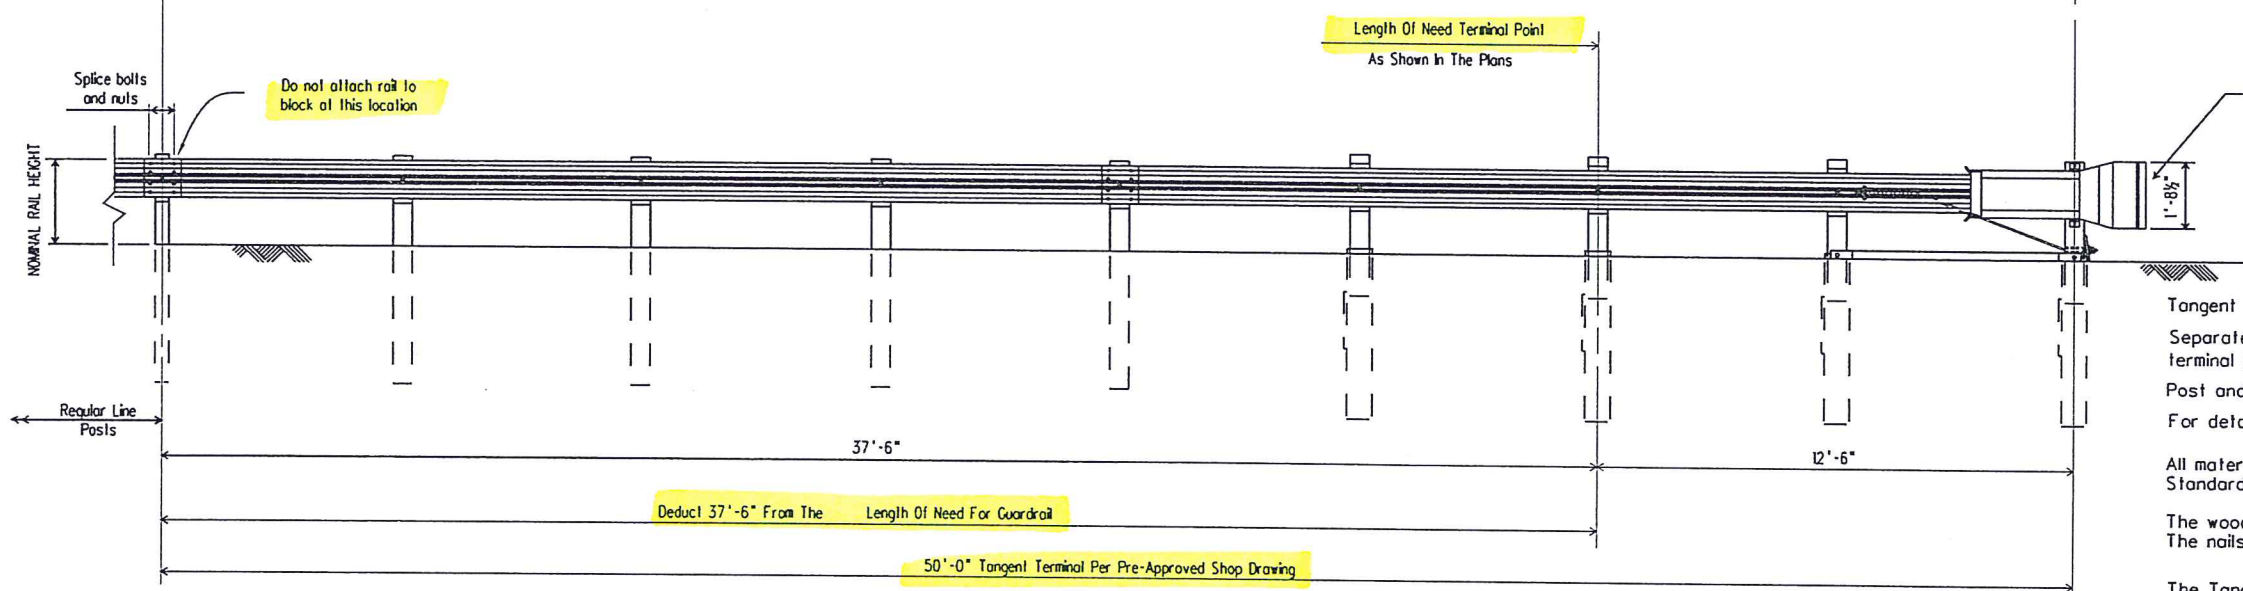 Length Of Need Terminal Point
As Shown In The Plans
Splice bolts
and nuts
Do not attach rail to
block at this location
NOMINAL RAIL HEIGHT
1'-8½"
Tangent
Separate
terminal
Post and
For deta
All mater
Standard
The wood
The nails
The Tang
Regular Line
Posts
37'-6"
12'-6"
Deduct 37'-6" From The Length Of Need For Guardrail
50'-0" Tangent Terminal Per Pre-Approved Shop Drawing